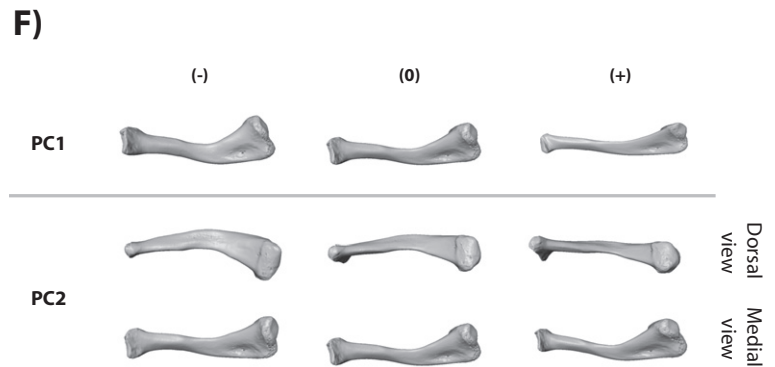 F)
(-) (0) (+)
PC1
PC2
Dorsal
view
Medial
view